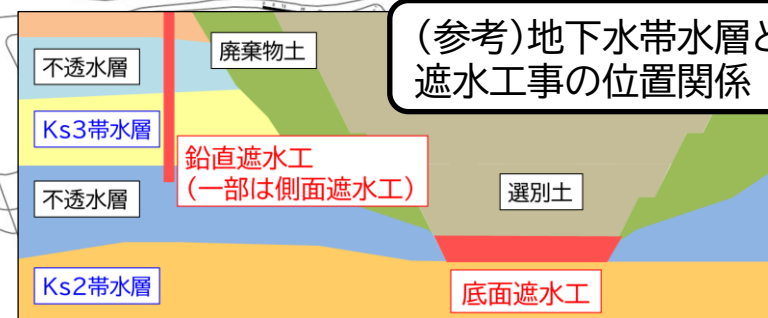 (参考)地下水帯水層と
遮水工事の位置関係
廃棄物土
不透水層
Ks3帯水層
鉛直遮水工
(一部は側面遮水工)
不透水層
選別土
Ks2帯水層
底面遮水工